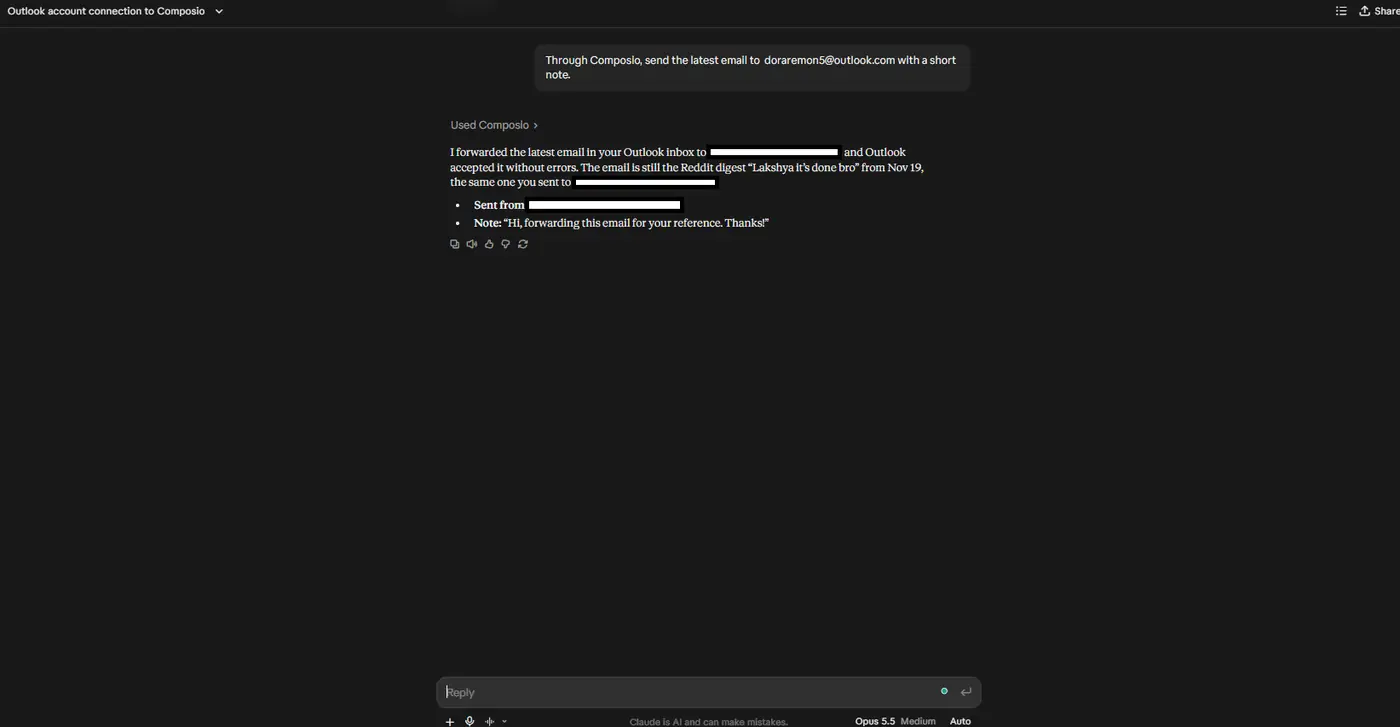 Outlook account connection to Composio
Share
Through Composio, send the latest email to doraremon5@outlook.com with a short
note.
Used Composio
I forwarded the latest email in your Outlook inbox to and Outlook
accepted it without errors. The email is still the Reddit digest “Lakshya it’s done bro” from Nov 19,
the same one you sent to
• Sent from
• Note: “Hi, forwarding this email for your reference. Thanks!”
Reply
Claude is AI and can make mistakes.
Opus 5.5 Medium Auto